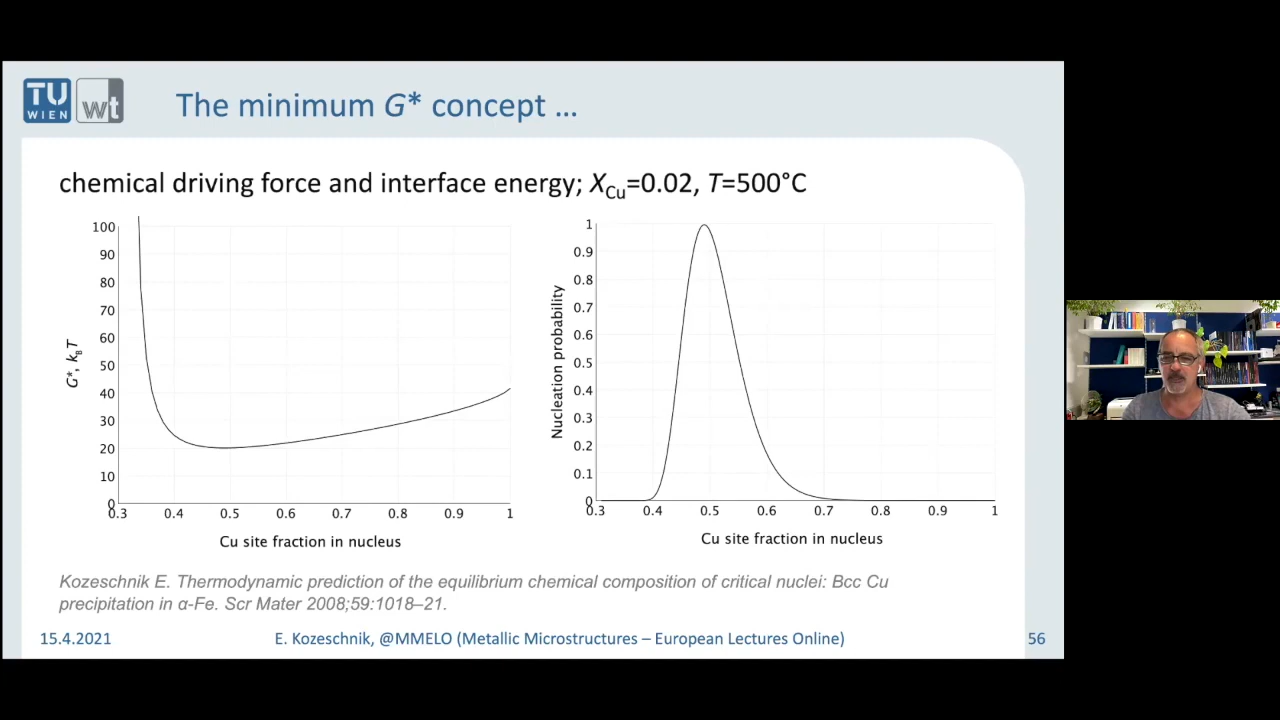 TU
WIEN
wt
The minimum G* concept ...
chemical driving force and interface energy; XCu=0.02, T=500°C
100
90
80
70
60
50
40
30
20
10
0
G*, kBT
0.3 0.4 0.5 0.6 0.7 0.8 0.9 1
Cu site fraction in nucleus
1
0.9
0.8
0.7
0.6
0.5
0.4
0.3
0.2
0.1
0
Nucleation probability
0.3 0.4 0.5 0.6 0.7 0.8 0.9 1
Cu site fraction in nucleus
Kozeschnik E. Thermodynamic prediction of the equilibrium chemical composition of critical nuclei: Bcc Cu
precipitation in α-Fe. Scr Mater 2008;59:1018–21.
15.4.2021 E. Kozeschnik, @MMELO (Metallic Microstructures – European Lectures Online) 56